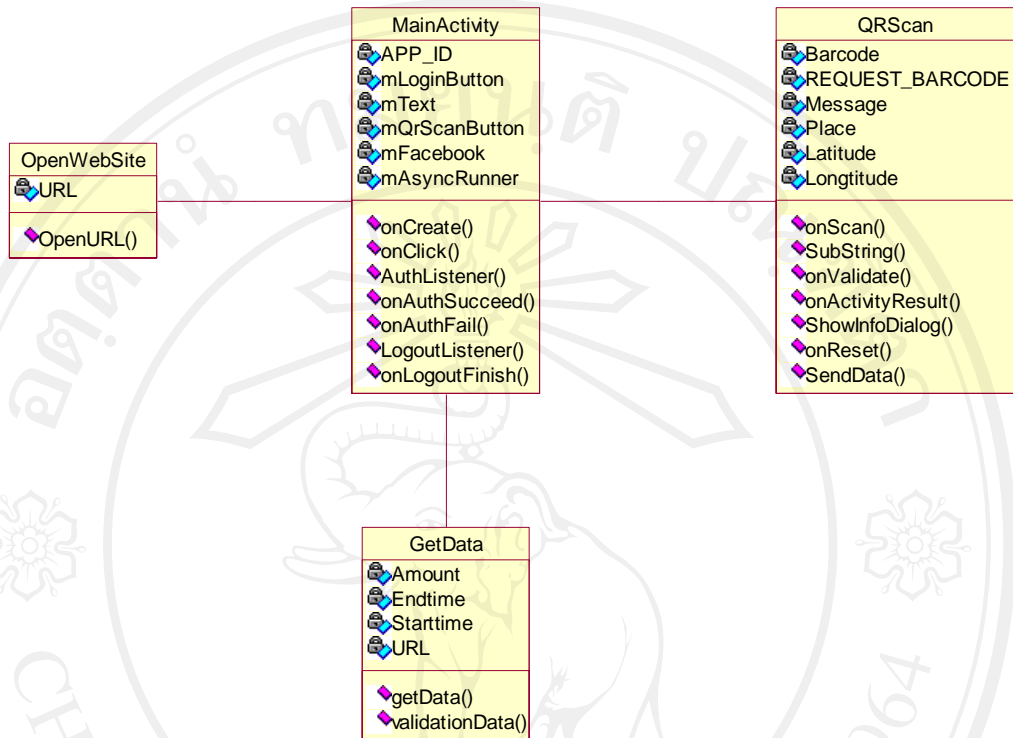 MainActivity
APP_ID
mLoginButton
mText
mQrScanButton
mFacebook
mAsyncRunner
onCreate()
onClick()
AuthListener()
onAuthSucceed()
onAuthFail()
LogoutListener()
onLogoutFinish()
QRScan
Barcode
REQUEST_BARCODE
Message
Place
Latitude
Longtitude
onScan()
SubString()
onValidate()
onActivityResult()
ShowInfoDialog()
onReset()
SendData()
OpenWebSite
URL
OpenURL()
GetData
Amount
Endtime
Starttime
URL
getData()
validationData()